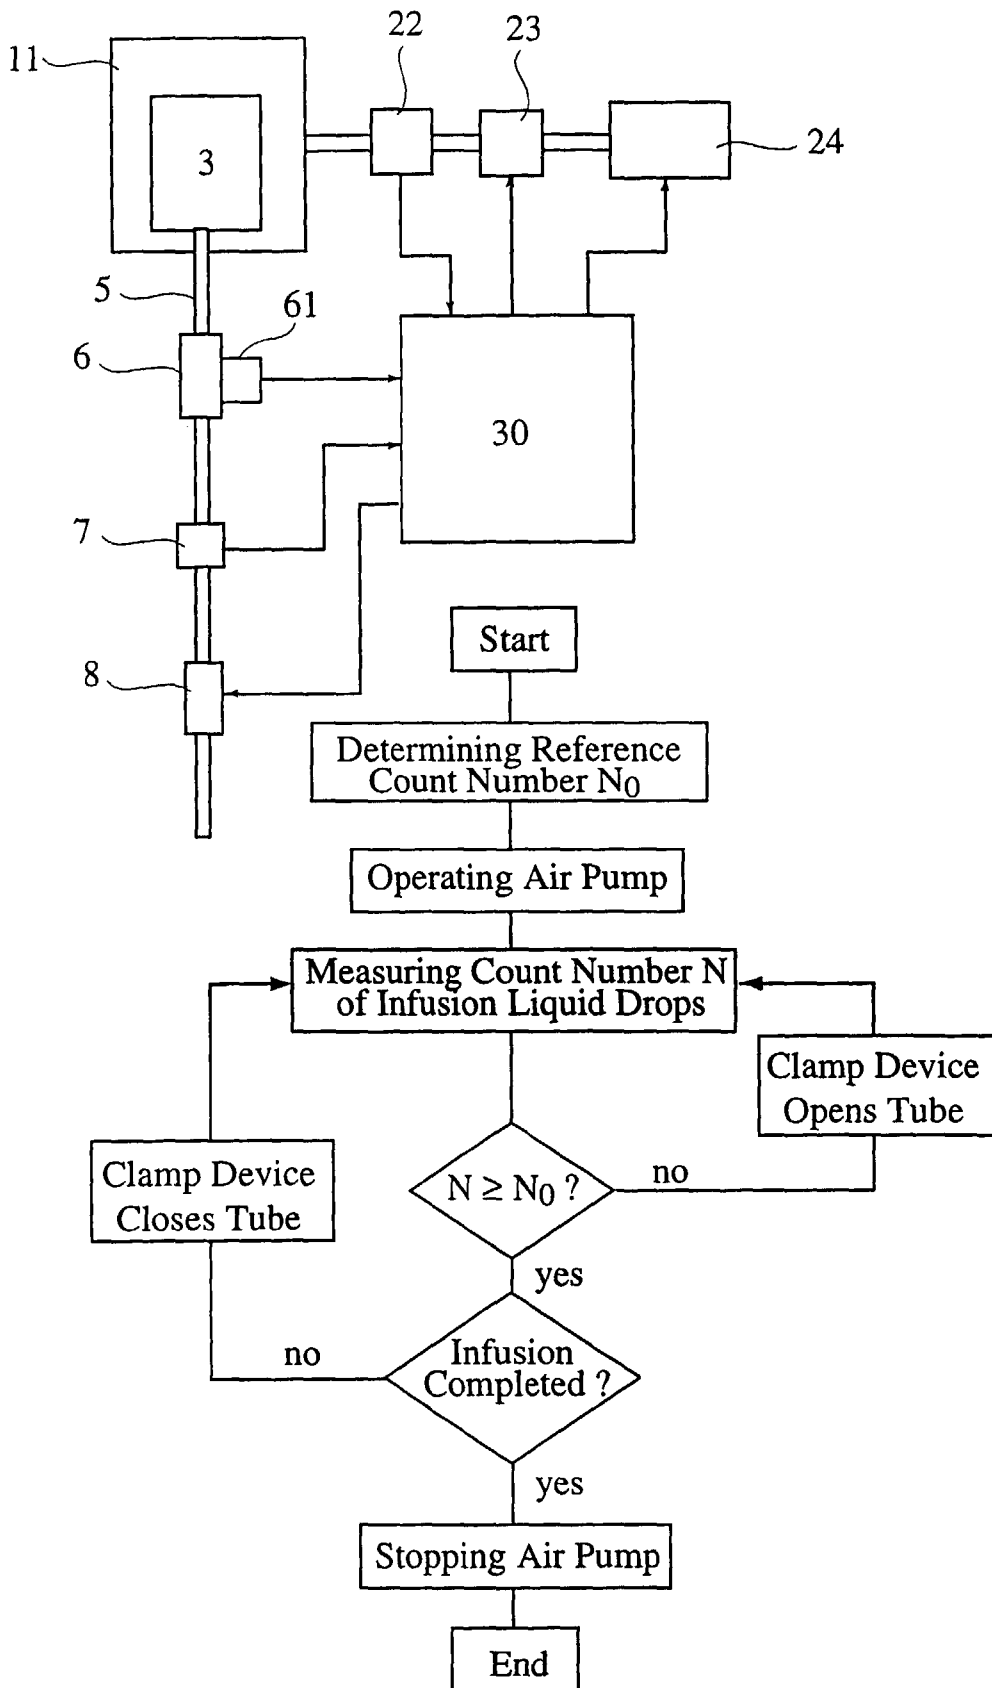 22
23
11
24
3
5
61
6
30
7
8
Start
Determining Reference
Count Number N₀
Operating Air Pump
Measuring Count Number N
of Infusion Liquid Drops
Clamp Device
Opens Tube
Clamp Device
Closes Tube
N ≥ N₀ ?
no
yes
no
Infusion
Completed ?
yes
Stopping Air Pump
End